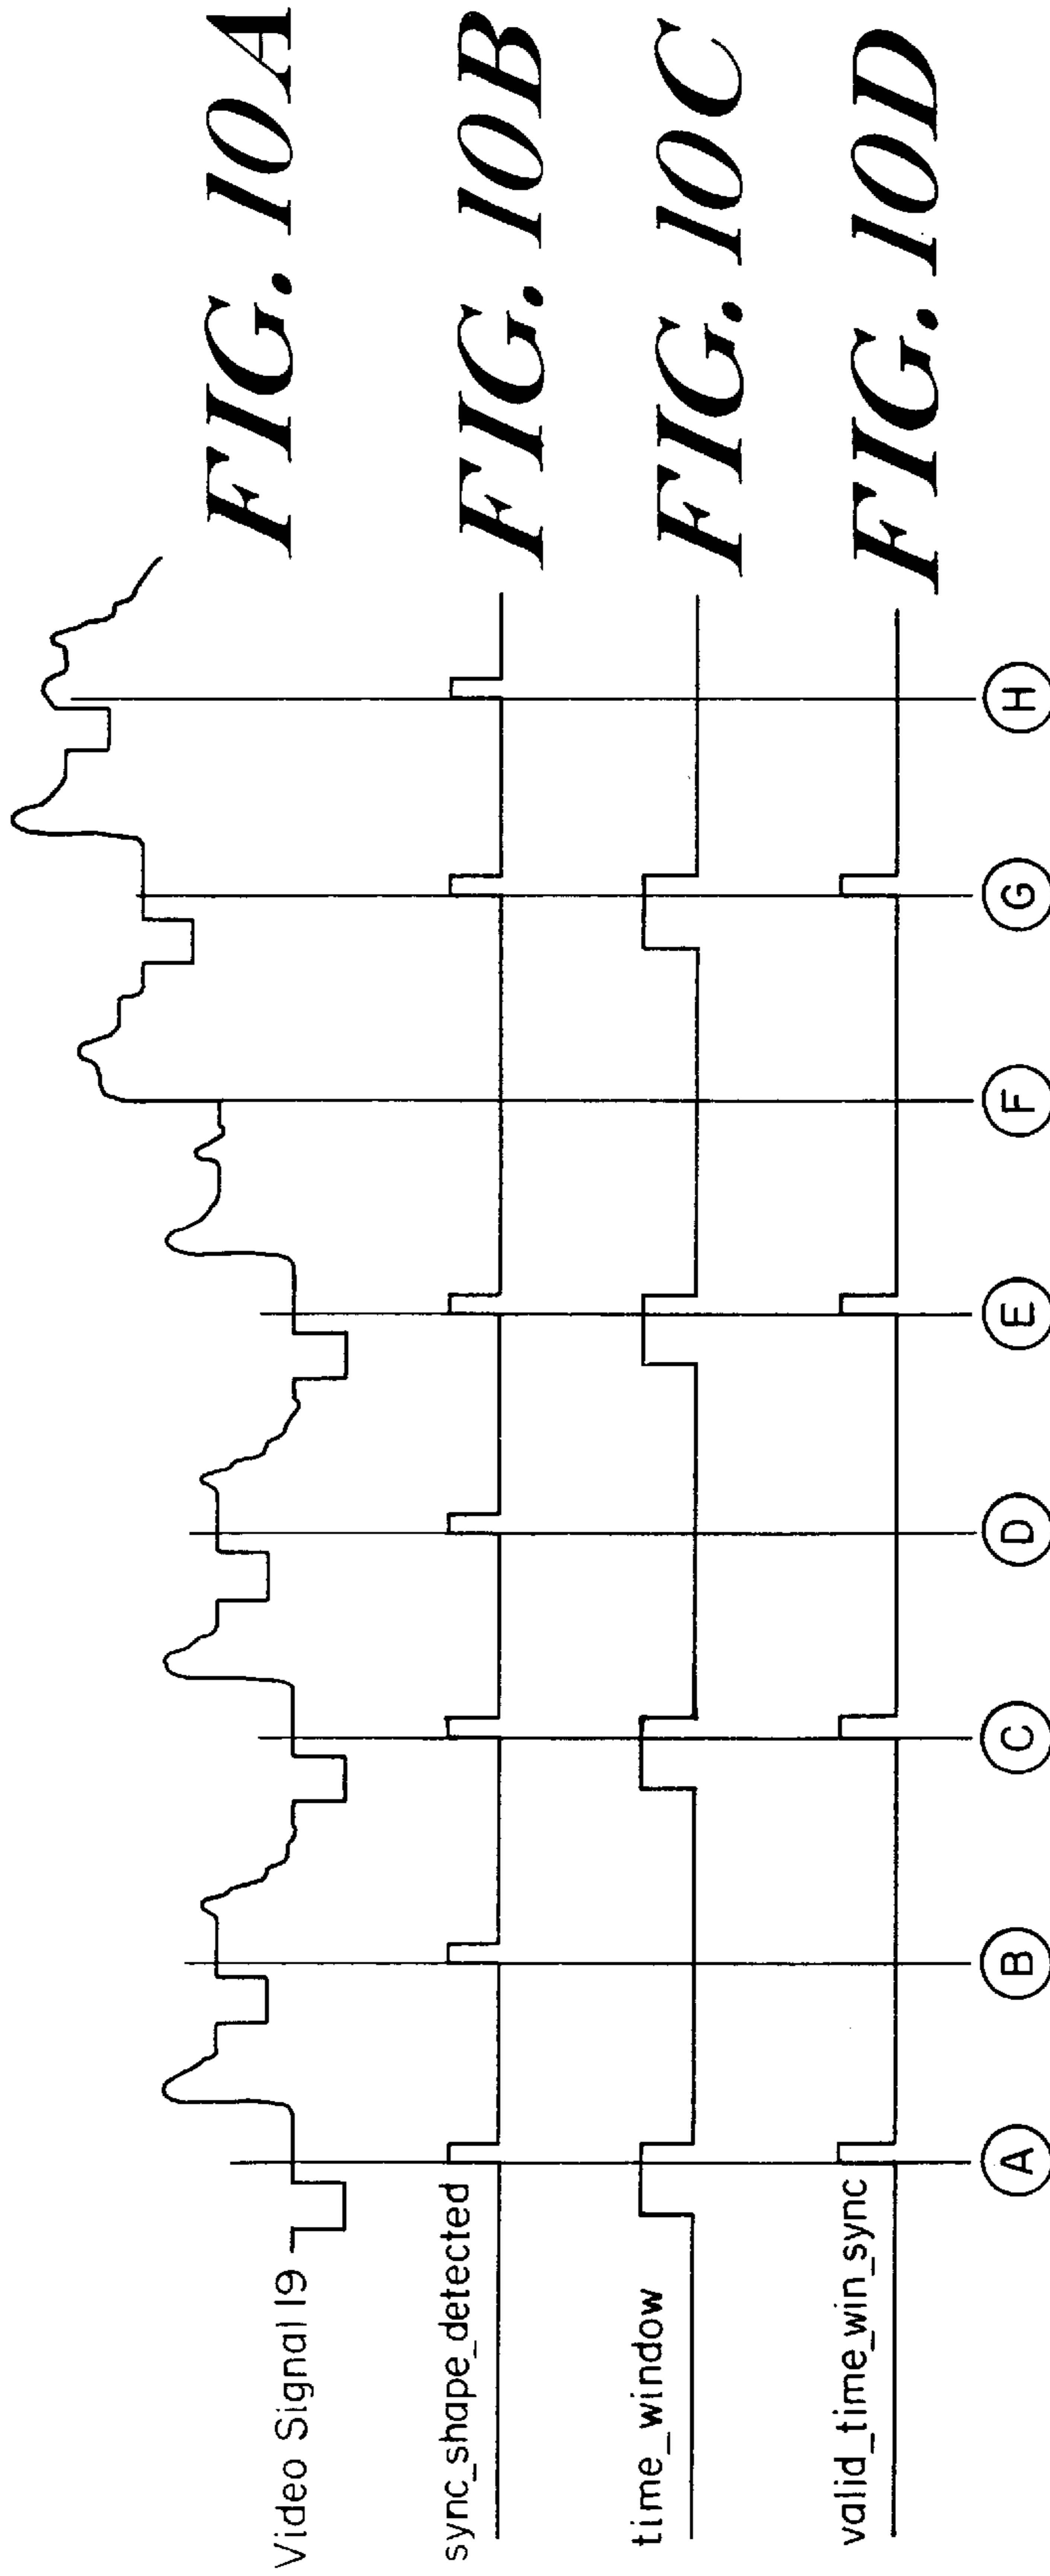 Video Signal 19
FIG. 10A
sync_shape_detected
FIG. 10B
time_window
FIG. 10C
valid_time_win_sync
FIG. 10D
A B C D E F G H